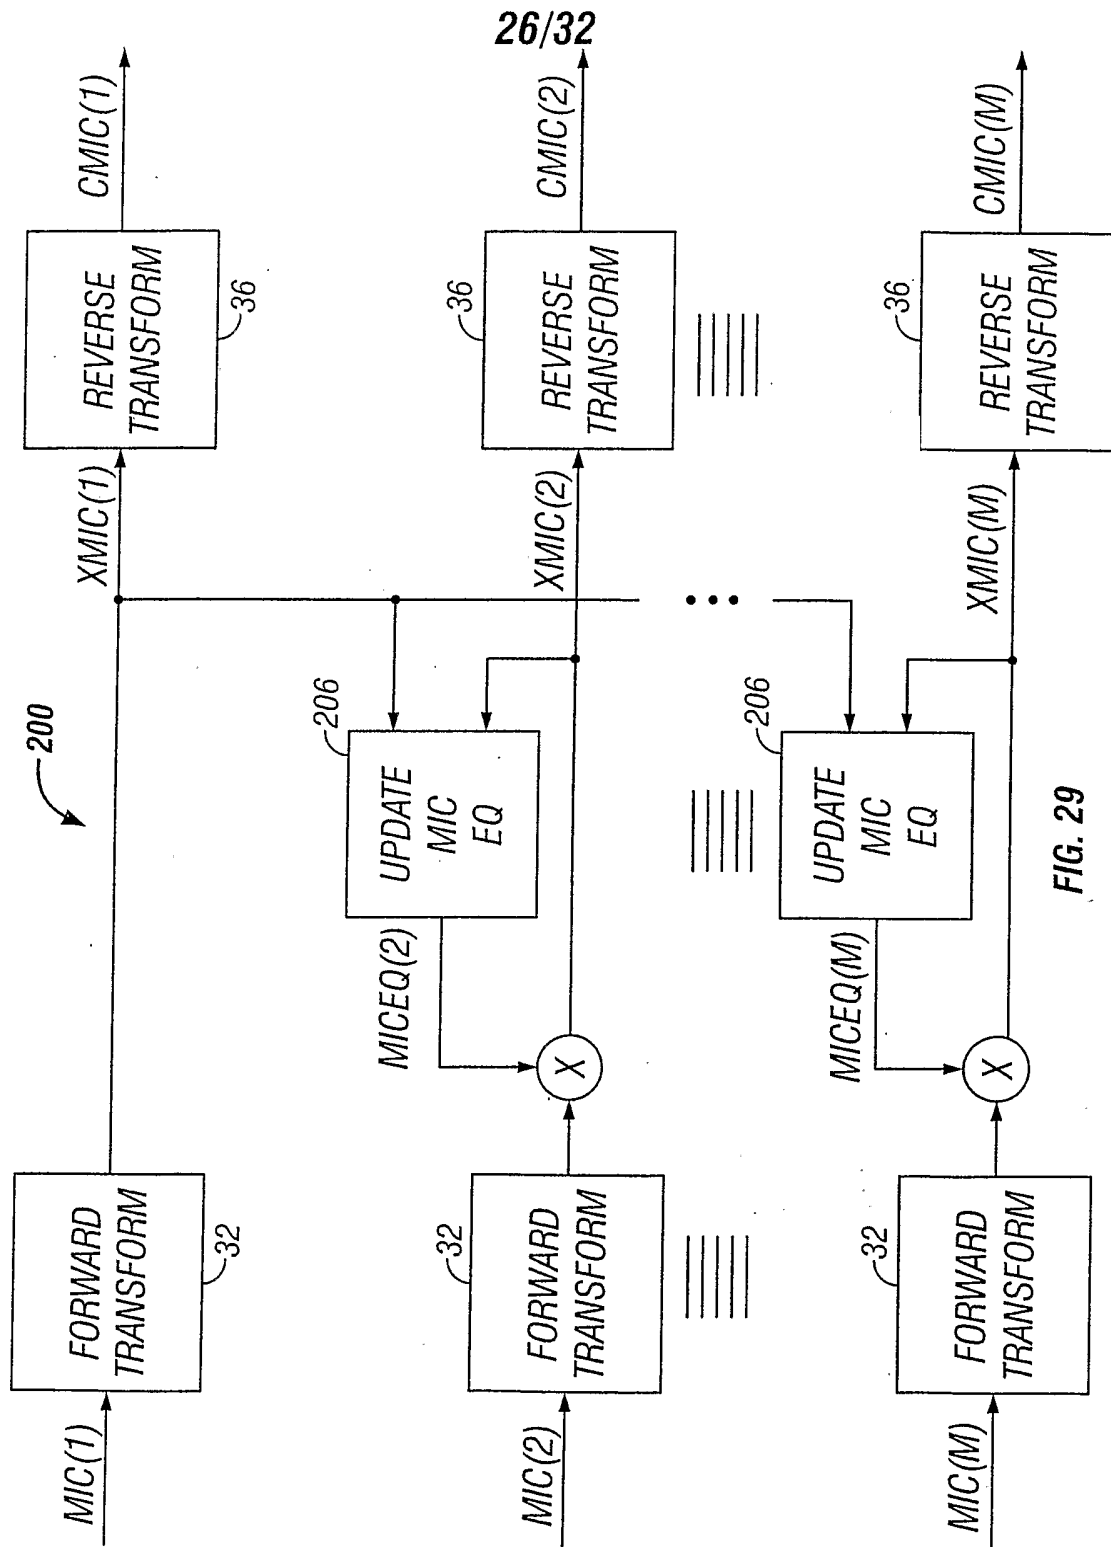 26/32
200
MIC(1)
FORWARD
TRANSFORM
32
XMIC(1)
REVERSE
TRANSFORM
36
CMIC(1)
MIC(2)
FORWARD
TRANSFORM
32
X
MICEQ(2)
UPDATE
MIC
EQ
206
XMIC(2)
REVERSE
TRANSFORM
36
CMIC(2)
MIC(M)
FORWARD
TRANSFORM
32
X
MICEQ(M)
UPDATE
MIC
EQ
206
XMIC(M)
REVERSE
TRANSFORM
36
CMIC(M)
FIG. 29